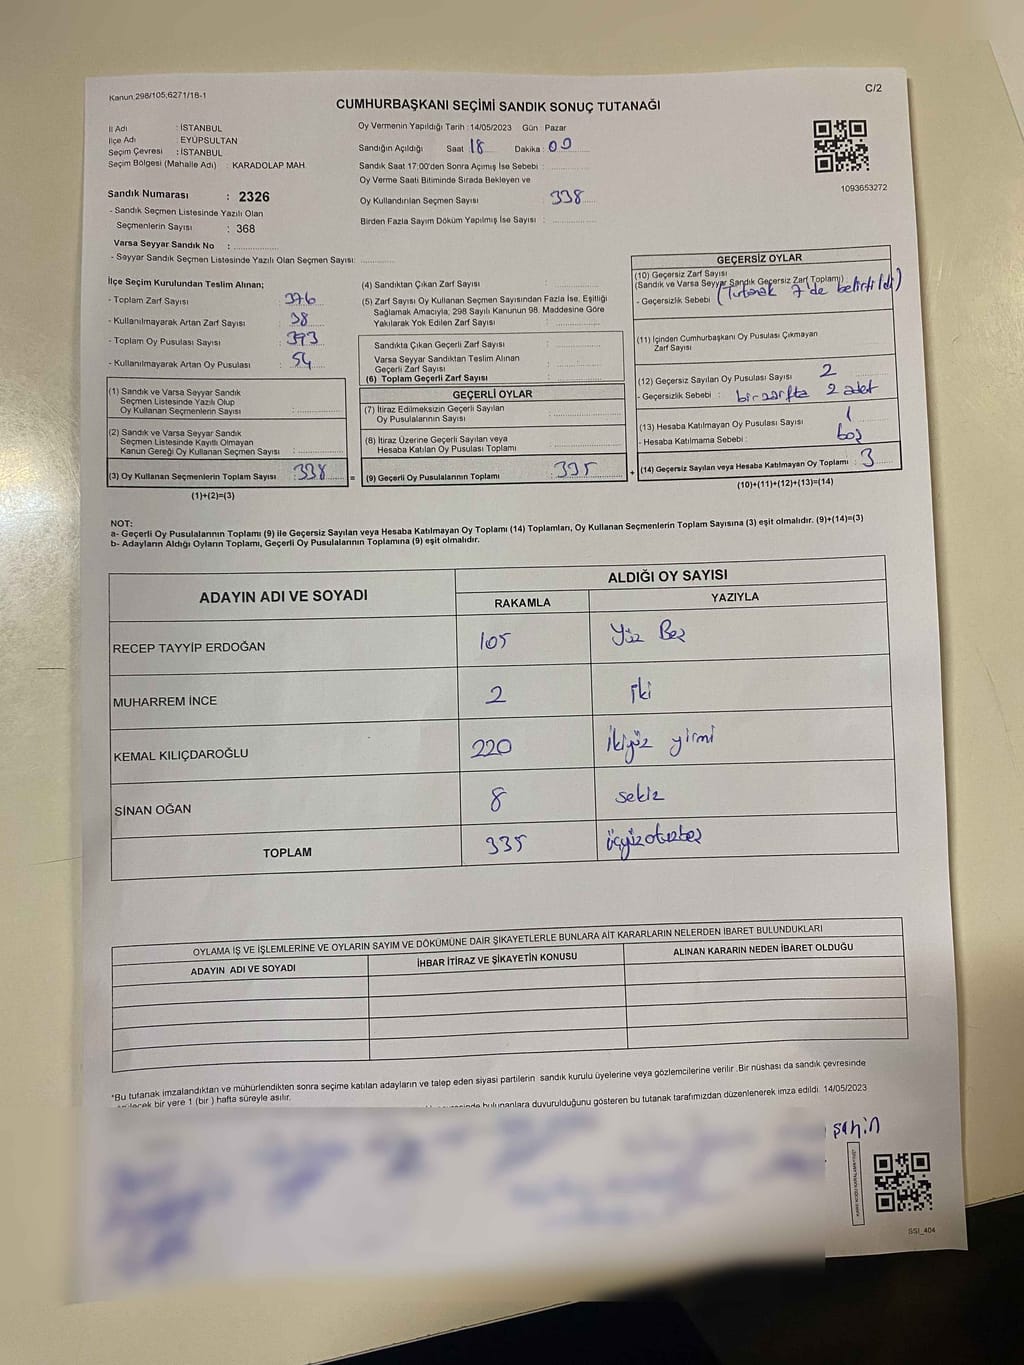 Kanun;298/105;6271/18-1
C/2
CUMHURBAŞKANI SEÇİMİ SANDIK SONUÇ TUTANAĞI
İl Adı : İSTANBUL
İlçe Adı : EYÜPSULTAN
Seçim Çevresi : İSTANBUL
Seçim Bölgesi (Mahalle Adı) : KARADOLAP MAH.
Sandık Numarası : 2326
- Sandık Seçmen Listesinde Yazılı Olan
Seçmenlerin Sayısı : 368
Varsa Seyyar Sandık No : ............
- Seyyar Sandık Seçmen Listesinde Yazılı Olan Seçmen Sayısı: ............
Oy Vermenin Yapıldığı Tarih :14/05/2023 Gün : Pazar
Sandığın Açıldığı Saat 18 Dakika : 00
Sandık Saat 17:00'den Sonra Açılmış İse Sebebi : ............
Oy Verme Saati Bitiminde Sırada Bekleyen ve
Oy Kullandırılan Seçmen Sayısı : 338
Birden Fazla Sayım Döküm Yapılmış İse Sayısı : ............
1093653272
İlçe Seçim Kurulundan Teslim Alınan;
- Toplam Zarf Sayısı : 376
- Kullanılmayarak Artan Zarf Sayısı : 38
- Toplam Oy Pusulası Sayısı : 393
- Kullanılmayarak Artan Oy Pusulası : 54
(1) Sandık ve Varsa Seyyar Sandık
Seçmen Listesinde Yazılı Olup
Oy Kullanan Seçmenlerin Sayısı : ............
(2) Sandık ve Varsa Seyyar Sandık
Seçmen Listesinde Kayıtlı Olmayan
Kanun Gereği Oy Kullanan Seçmen Sayısı : ............
(3) Oy Kullanan Seçmenlerin Toplam Sayısı : 338
(1)+(2)=(3)
(4) Sandıktan Çıkan Zarf Sayısı : ............
(5) Zarf Sayısı Oy Kullanan Seçmen Sayısından Fazla İse, Eşitliği
Sağlamak Amacıyla, 298 Sayılı Kanunun 98. Maddesine Göre
Yakılarak Yok Edilen Zarf Sayısı : ............
Sandıkta Çıkan Geçerli Zarf Sayısı : ............
Varsa Seyyar Sandıktan Teslim Alınan
Geçerli Zarf Sayısı : ............
(6) Toplam Geçerli Zarf Sayısı : ............
GEÇERLİ OYLAR
(7) İtiraz Edilmeksizin Geçerli Sayılan
Oy Pusulalarının Sayısı : ............
(8) İtiraz Üzerine Geçerli Sayılan veya
Hesaba Katılan Oy Pusulası Toplamı : ............
= (9) Geçerli Oy Pusulalarının Toplamı : 335 +
GEÇERSİZ OYLAR
(10) Geçersiz Zarf Sayısı
(Sandık ve Varsa Seyyar Sandık Geçersiz Zarf Toplamı)
- Geçersizlik Sebebi : (Tutanak 7'de belirtildi)
(11) İçinden Cumhurbaşkanı Oy Pusulası Çıkmayan
Zarf Sayısı : ............
(12) Geçersiz Sayılan Oy Pusulası Sayısı : 2
- Geçersizlik Sebebi : bir zarfta 2 adet
(13) Hesaba Katılmayan Oy Pusulası Sayısı : 1
- Hesaba Katılmama Sebebi : boş
(14) Geçersiz Sayılan veya Hesaba Katılmayan Oy Toplamı : 3
(10)+(11)+(12)+(13)=(14)
NOT:
a- Geçerli Oy Pusulalarının Toplamı (9) ile Geçersiz Sayılan veya Hesaba Katılmayan Oy Toplamı (14) Toplamları, Oy Kullanan Seçmenlerin Toplam Sayısına (3) eşit olmalıdır. (9)+(14)=(3)
b- Adayların Aldığı Oyların Toplamı, Geçerli Oy Pusulalarının Toplamına (9) eşit olmalıdır.
ADAYIN ADI VE SOYADI
ALDIĞI OY SAYISI
RAKAMLA YAZIYLA
RECEP TAYYİP ERDOĞAN 105 Yüz Beş
MUHARREM İNCE 2 İki
KEMAL KILIÇDAROĞLU 220 İkiyüz yirmi
SİNAN OĞAN 8 sekiz
TOPLAM 335 üçyüzotuzbeş
OYLAMA İŞ VE İŞLEMLERİNE VE OYLARIN SAYIM VE DÖKÜMÜNE DAİR ŞİKAYETLERLE BUNLARA AİT KARARLARIN NELERDEN İBARET BULUNDUKLARI
ADAYIN ADI VE SOYADI İHBAR İTİRAZ VE ŞİKAYETİN KONUSU ALINAN KARARIN NEDEN İBARET OLDUĞU
*Bu tutanak imzalandıktan ve mühürlendikten sonra seçime katılan adayların ve talep eden siyasi partilerin sandık kurulu üyelerine veya gözlemcilerine verilir .Bir nüshası da sandık çevresinde
bir yere 1 (bir ) hafta süreyle asılır.
bulunanlara duyurulduğunu gösteren bu tutanak tarafımızdan düzenlenerek imza edildi. 14/05/2023
şahin
SSI_404